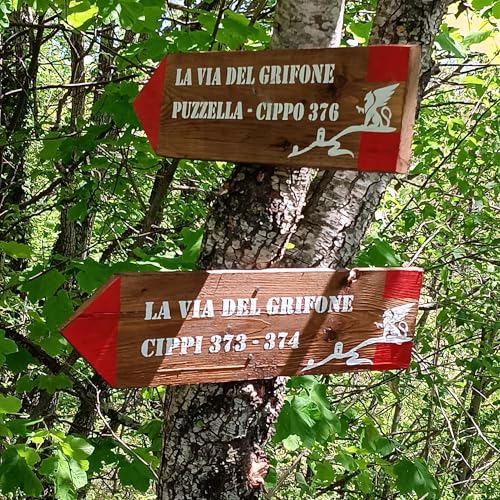 LA VIA DEL GRIFONE
PUZZELLA - CIPPO 376
LA VIA DEL GRIFONE
CIPPI 373 - 374